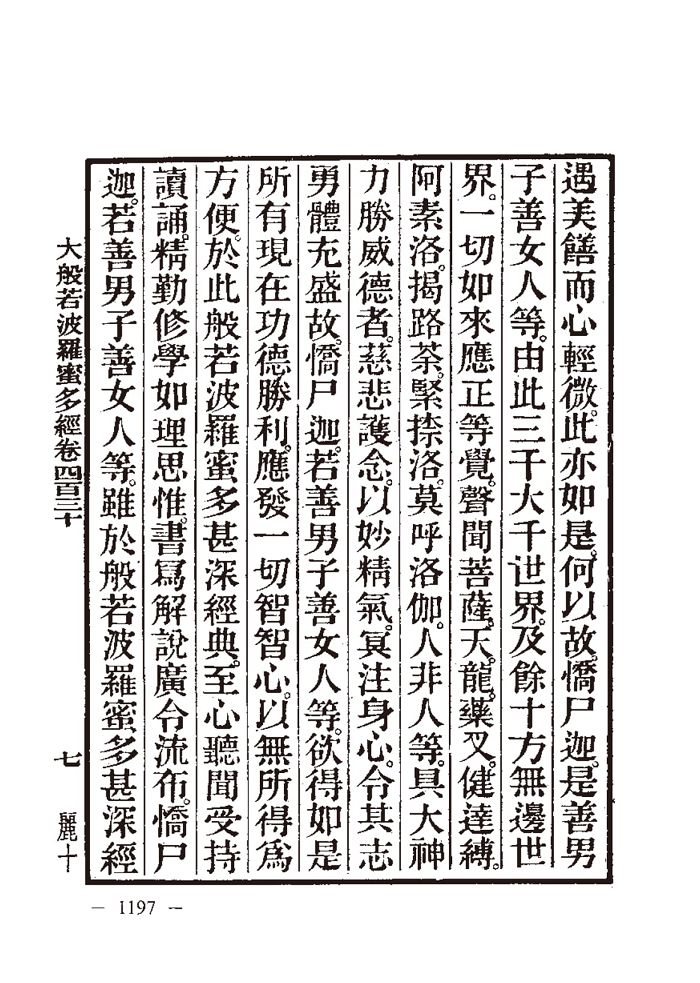 遇美饍而心輕微。此亦如是。何以故。憍尸迦。是善男
子善女人等。由此三千大千世界。及餘十方無邊世
界。一切如來應正等覺。聲聞菩薩。天。龍。藥叉。健達縛。
阿素洛。揭路茶。緊捺洛。莫呼洛伽。人非人等。具大神
力勝威德者。慈悲護念。以妙精氣。冥注身心。令其志
勇體充盛故。憍尸迦。若善男子善女人等。欲得如是
所有現在功德勝利。應發一切智智心。以無所得爲
方便。於此般若波羅蜜多甚深經典。至心聽聞受持
讀誦。精勤修學如理思惟。書寫解說廣令流布。憍尸
迦。若善男子善女人等。雖於般若波羅蜜多甚深經
大般若波羅蜜多經卷四百三十 七 麗十
— 1197 —